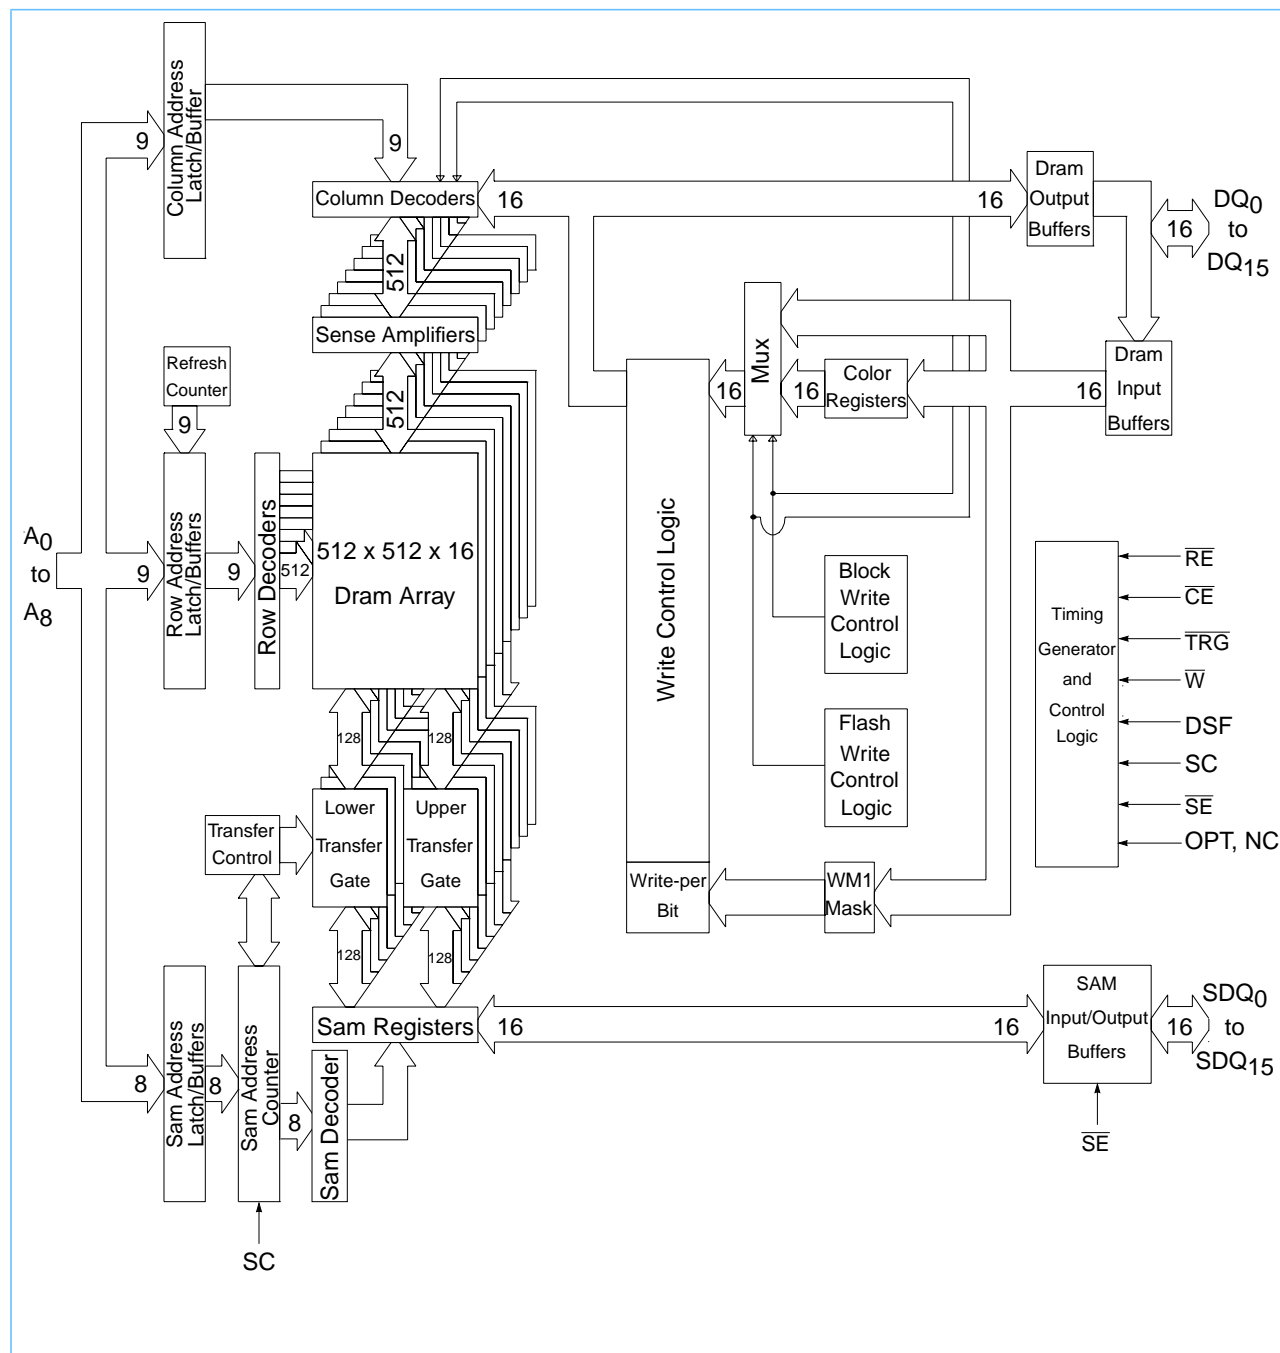 Column Address
Latch/Buffer
9
9
Column Decoders
16
16
Dram
Output
Buffers
DQ0
to
DQ15
16
512
Sense Amplifiers
512
Refresh
Counter
9
Mux
16
16
Color
Registers
16
Dram
Input
Buffers
A0
to
A8
9
Row Address
Latch/Buffers
9
Row Decoders
512
512 x 512 x 16
Dram Array
Write Control Logic
Block
Write
Control
Logic
Flash
Write
Control
Logic
Timing
Generator
and
Control
Logic
RE
CE
TRG
W
DSF
SC
SE
OPT, NC
128
128
Lower
Transfer
Gate
Upper
Transfer
Gate
Transfer
Control
128
128
Write-per
Bit
WM1
Mask
Sam Registers
16
16
SAM
Input/Output
Buffers
16
SDQ0
to
SDQ15
SE
8
Sam Address
Latch/Buffers
8
Sam Address
Counter
8
Sam Decoder
SC